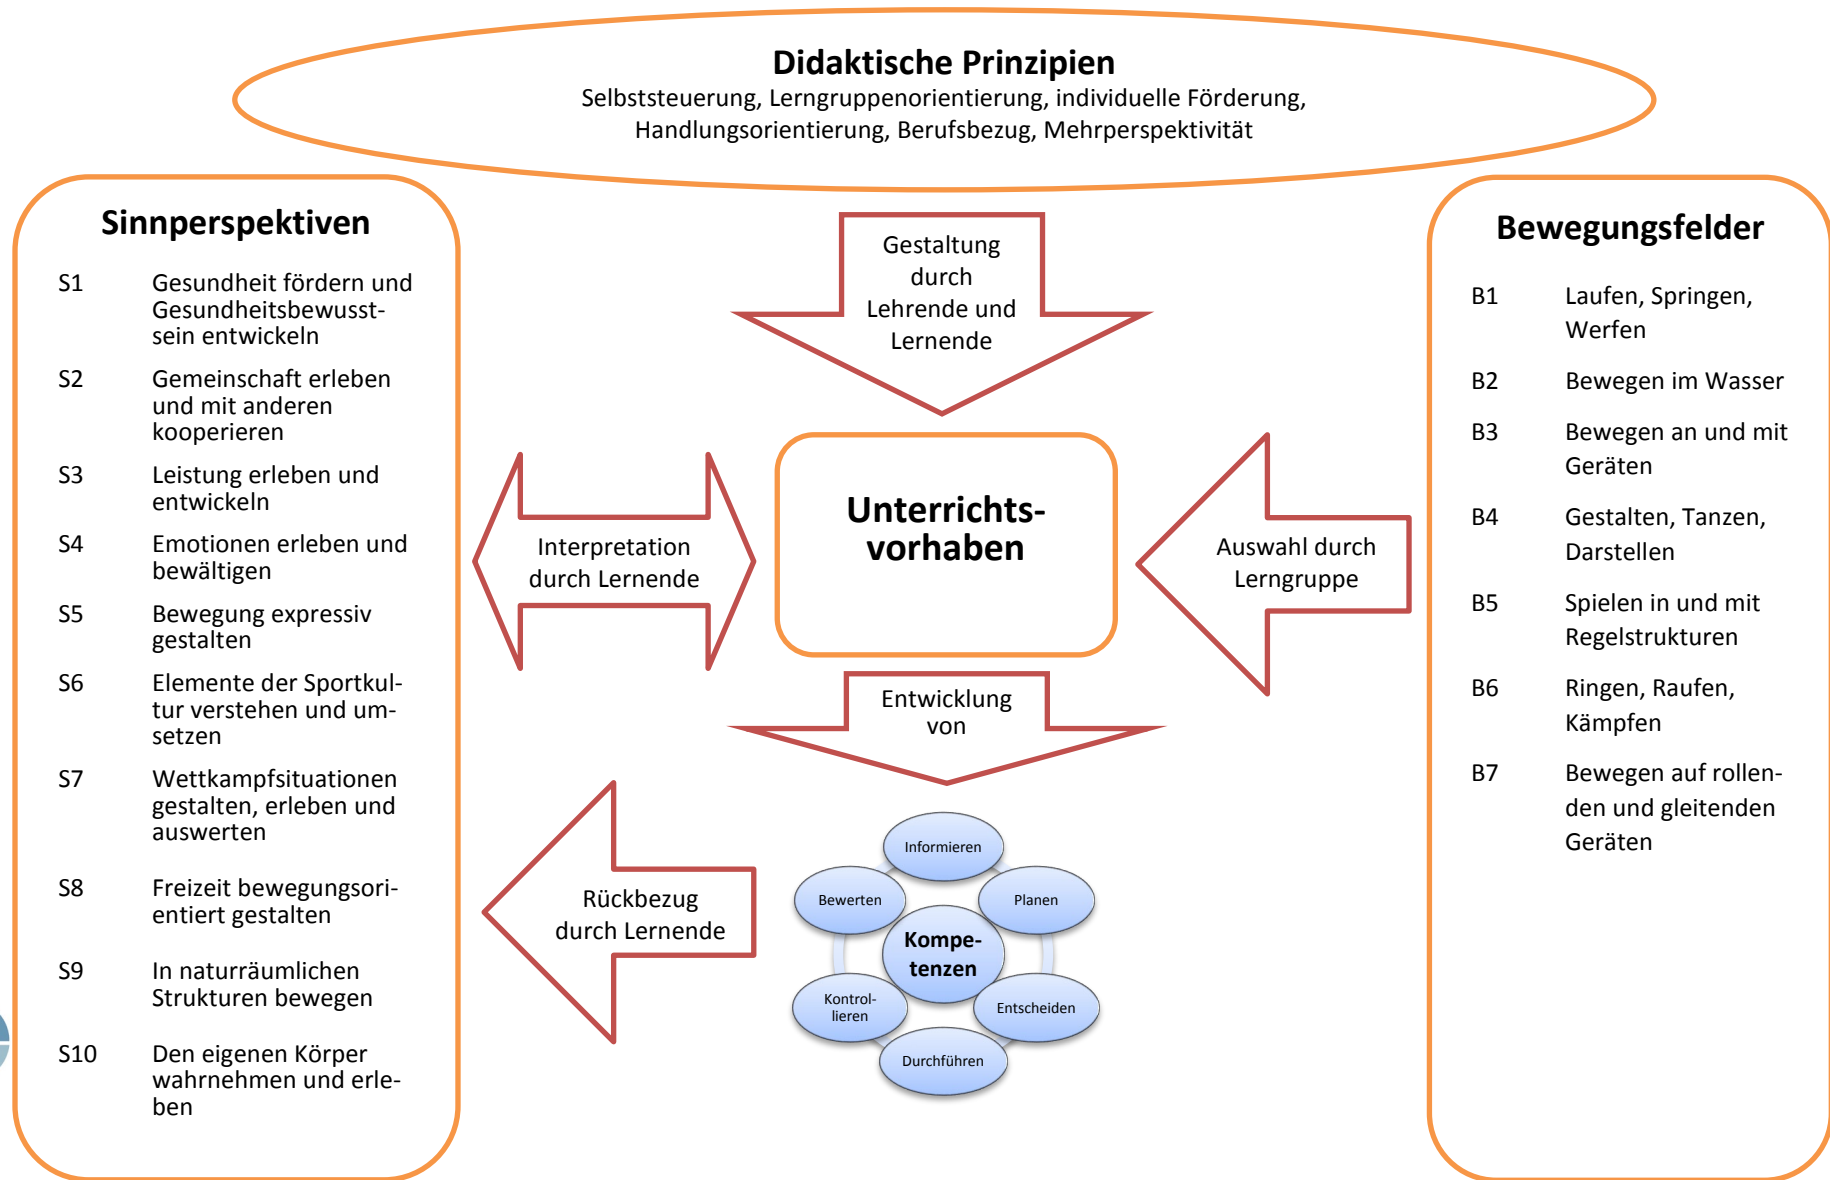 Didaktische Prinzipien
Selbststeuerung, Lerngruppenorientierung, individuelle Förderung,
Handlungsorientierung, Berufsbezug, Mehrperspektivität
Sinnperspektiven
S1 Gesundheit fördern und
Gesundheitsbewusst-
sein entwickeln
S2 Gemeinschaft erleben
und mit anderen
kooperieren
S3 Leistung erleben und
entwickeln
S4 Emotionen erleben und
bewältigen
S5 Bewegung expressiv
gestalten
S6 Elemente der Sportkul-
tur verstehen und um-
setzen
S7 Wettkampfsituationen
gestalten, erleben und
auswerten
S8 Freizeit bewegungsori-
entiert gestalten
S9 In naturräumlichen
Strukturen bewegen
S10 Den eigenen Körper
wahrnehmen und erle-
ben
Gestaltung
durch
Lehrende und
Lernende
Interpretation
durch Lernende
Unterrichts-
vorhaben
Auswahl durch
Lerngruppe
Entwicklung
von
Rückbezug
durch Lernende
Informieren
Planen
Entscheiden
Durchführen
Kontrol-
lieren
Bewerten
Kompe-
tenzen
Bewegungsfelder
B1 Laufen, Springen,
Werfen
B2 Bewegen im Wasser
B3 Bewegen an und mit
Geräten
B4 Gestalten, Tanzen,
Darstellen
B5 Spielen in und mit
Regelstrukturen
B6 Ringen, Raufen,
Kämpfen
B7 Bewegen auf rollen-
den und gleitenden
Geräten